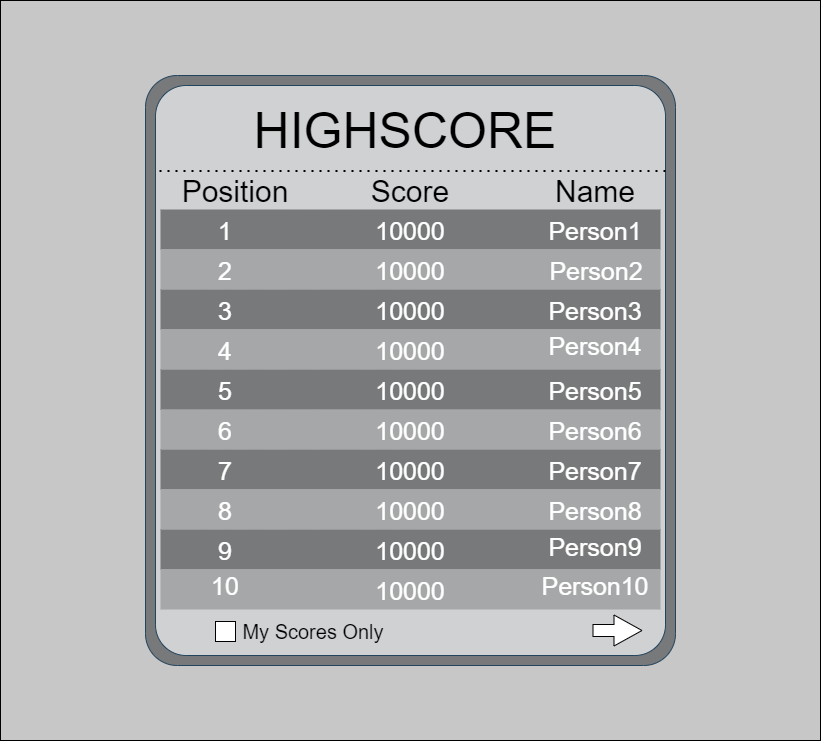 HIGHSCORE
Position Score Name
1 10000 Person1
2 10000 Person2
3 10000 Person3
4 10000 Person4
5 10000 Person5
6 10000 Person6
7 10000 Person7
8 10000 Person8
9 10000 Person9
10 10000 Person10
My Scores Only